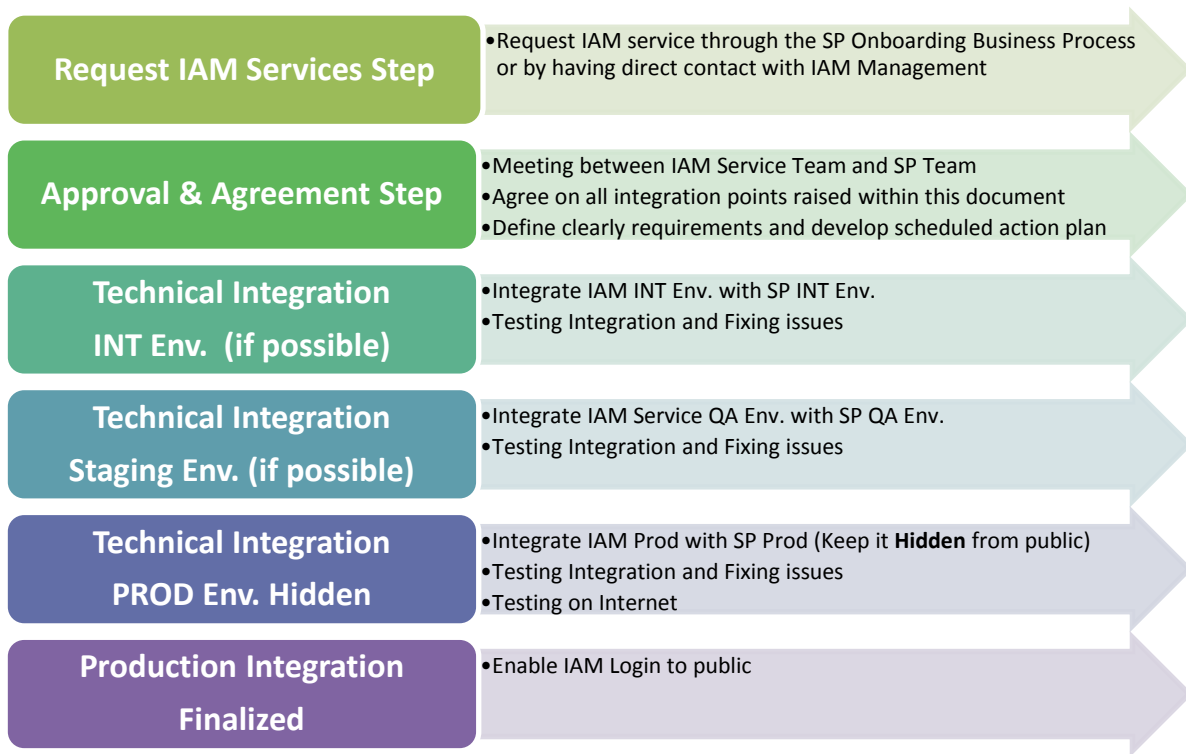 Request IAM Services Step
•Request IAM service through the SP Onboarding Business Process
or by having direct contact with IAM Management
Approval & Agreement Step
•Meeting between IAM Service Team and SP Team
•Agree on all integration points raised within this document
•Define clearly requirements and develop scheduled action plan
Technical Integration
INT Env. (if possible)
•Integrate IAM INT Env. with SP INT Env.
•Testing Integration and Fixing issues
Technical Integration
Staging Env. (if possible)
•Integrate IAM Service QA Env. with SP QA Env.
•Testing Integration and Fixing issues
Technical Integration
PROD Env. Hidden
•Integrate IAM Prod with SP Prod (Keep it Hidden from public)
•Testing Integration and Fixing issues
•Testing on Internet
Production Integration
Finalized
•Enable IAM Login to public